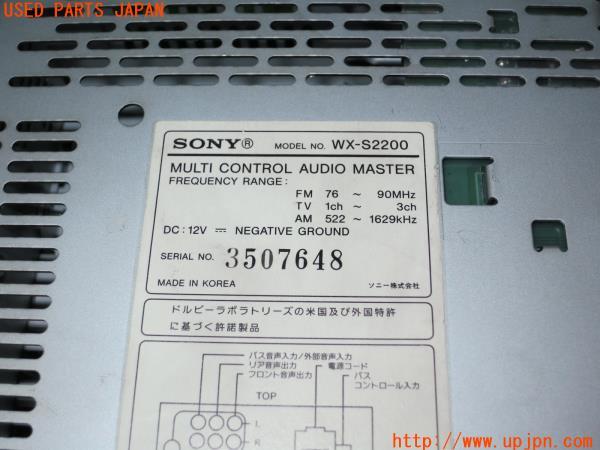 USED PARTS JAPAN
SONY® MODEL NO. WX-S2200
MULTI CONTROL AUDIO MASTER
FREQUENCY RANGE:
FM 76 ~ 90MHz
TV 1ch ~ 3ch
AM 522 ~ 1629kHz
DC:12V ⎓ NEGATIVE GROUND
SERIAL NO. 3507648
MADE IN KOREA ソニー株式会社
ドルビーラボラトリーズの米国及び外国特許
に基づく許諾製品
バス音声入力/外部音声入力
リア音声出力 電源コード
フロント音声出力 バス
コントロール入力
TOP
L
R
http://www.upjpn.com